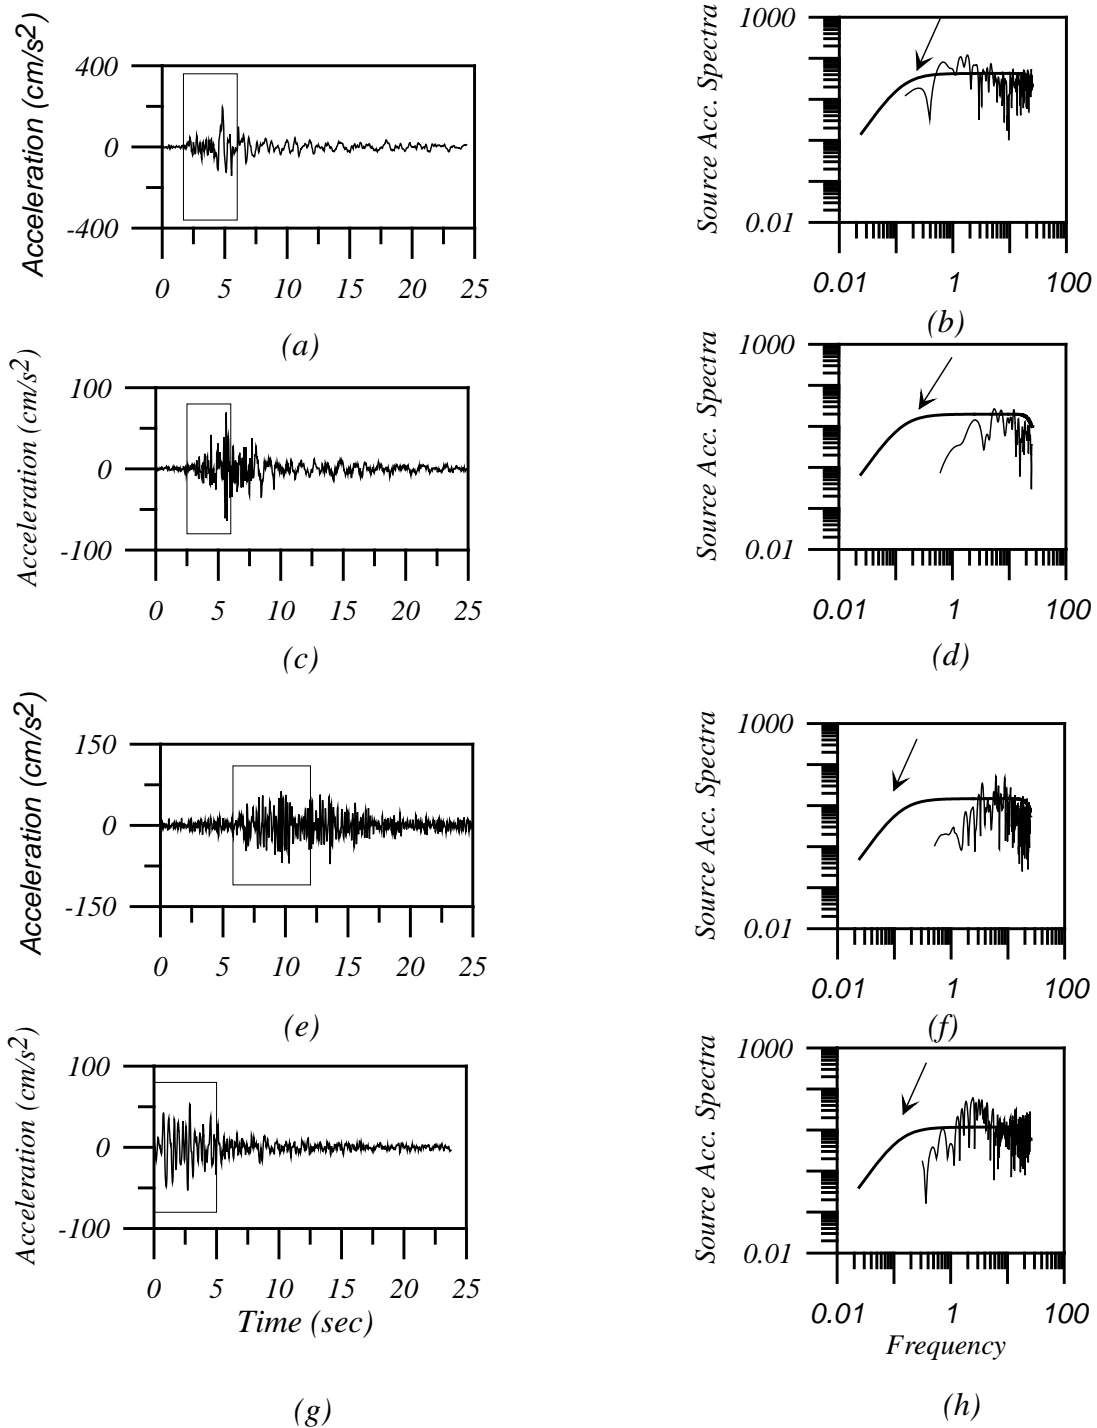 Acceleration (cm/s2)
400
0
-400
0 5 10 15 20 25
(a)
Source Acc. Spectra
1000
0.01
0.01 1 100
(b)
Acceleration (cm/s2)
100
0
-100
0 5 10 15 20 25
(c)
Source Acc. Spectra
1000
0.01
0.01 1 100
(d)
Acceleration (cm/s2)
150
0
-150
0 5 10 15 20 25
(e)
Source Acc. Spectra
1000
0.01
0.01 1 100
(f)
Acceleration (cm/s2)
100
0
-100
0 5 10 15 20 25
Time (sec)
(g)
Source Acc. Spectra
1000
0.01
0.01 1 100
Frequency
(h)